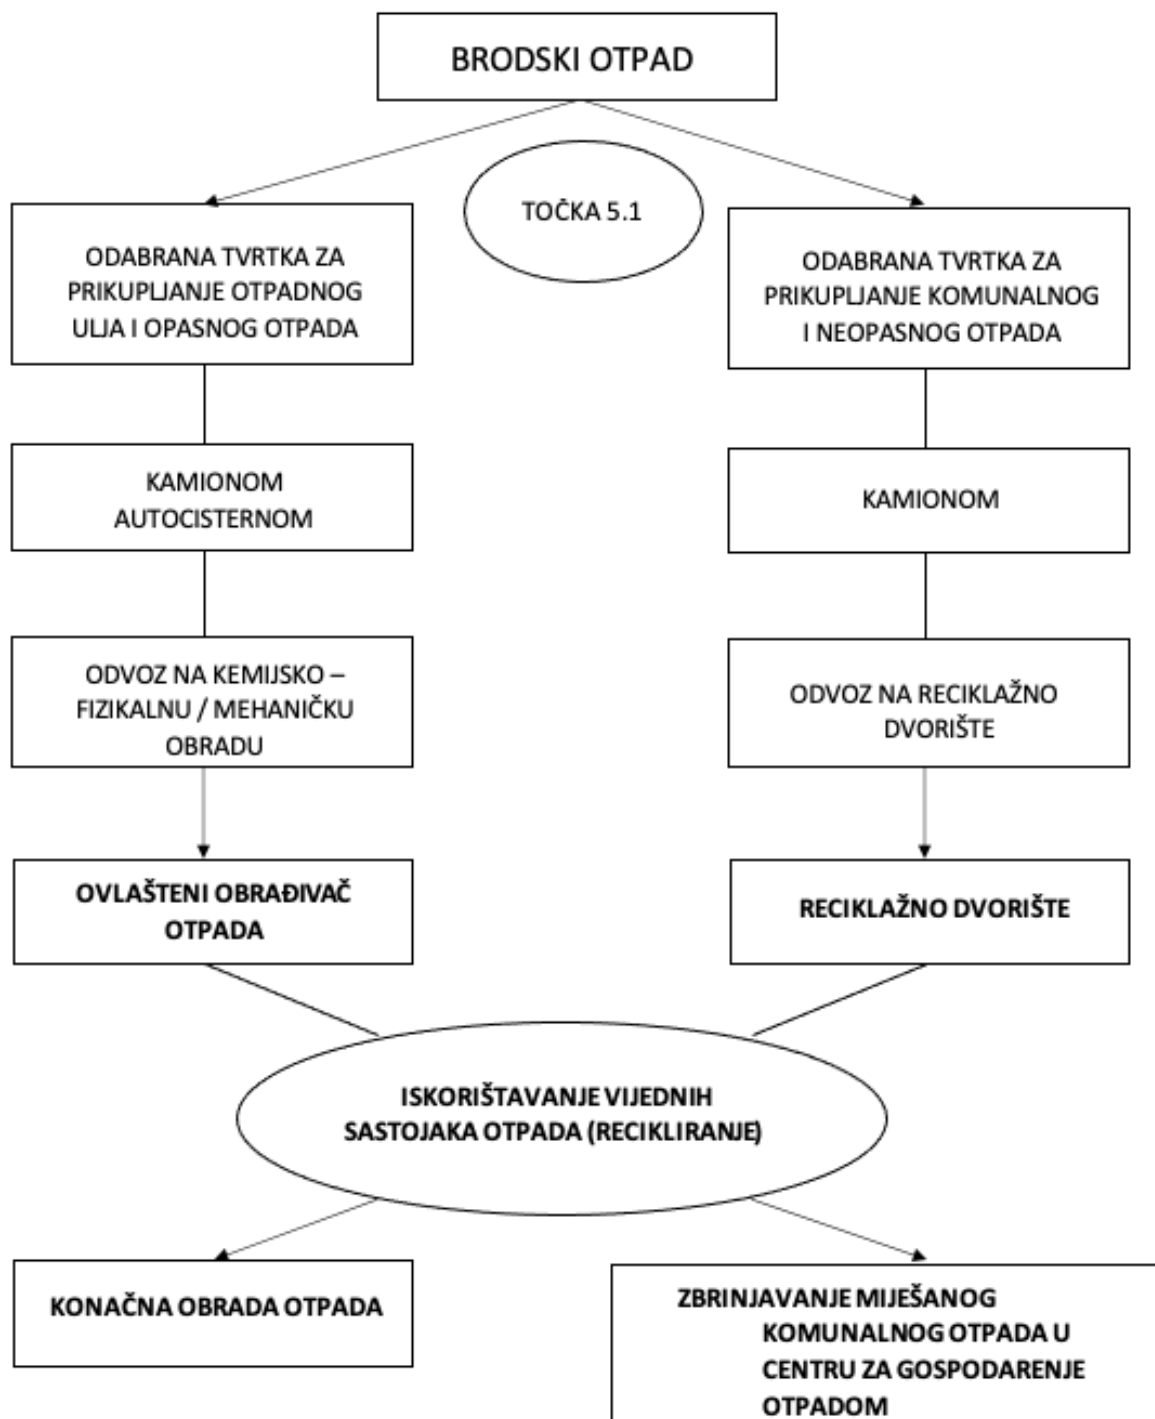 BRODSKI OTPAD
TOČKA 5.1
ODABRANA TVRTKA ZA
PRIKUPLJANJE OTPADNOG
ULJA I OPASNOG OTPADA
ODABRANA TVRTKA ZA
PRIKUPLJANJE KOMUNALNOG
I NEOPASNOG OTPADA
KAMIONOM
AUTOCISTERNOM
KAMIONOM
ODVOZ NA KEMIJSKO –
FIZIKALNU / MEHANIČKU
OBRADU
ODVOZ NA RECIKLAŽNO
DVORIŠTE
OVLAŠTENI OBRAĐIVAČ
OTPADA
RECIKLAŽNO DVORIŠTE
ISKORIŠTAVANJE VIJEDNIH
SASTOJAKA OTPADA (RECIKLIRANJE)
KONAČNA OBRADA OTPADA
ZBRINJAVANJE MIJEŠANOG
KOMUNALNOG OTPADA U
CENTRU ZA GOSPODARENJE
OTPADOM